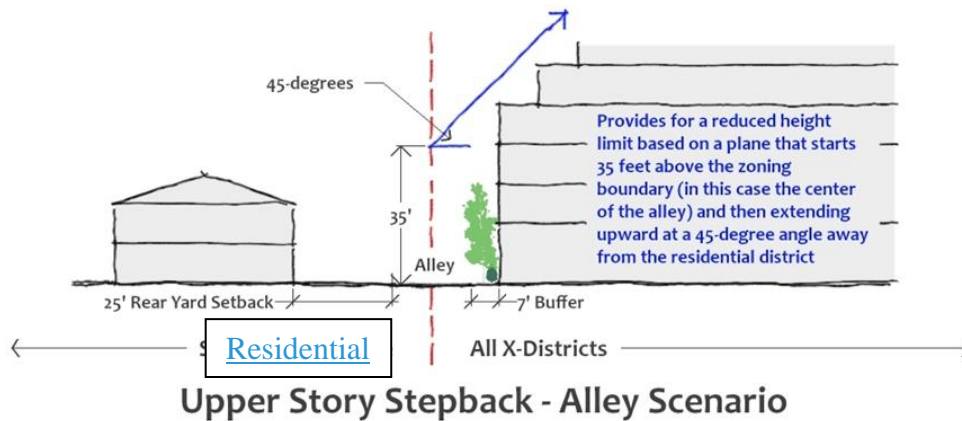 45-degrees
Provides for a reduced height
limit based on a plane that starts
35 feet above the zoning
boundary (in this case the center
of the alley) and then extending
upward at a 45-degree angle away
from the residential district
35'
Alley
25' Rear Yard Setback
7' Buffer
Residential
All X-Districts
Upper Story Stepback - Alley Scenario